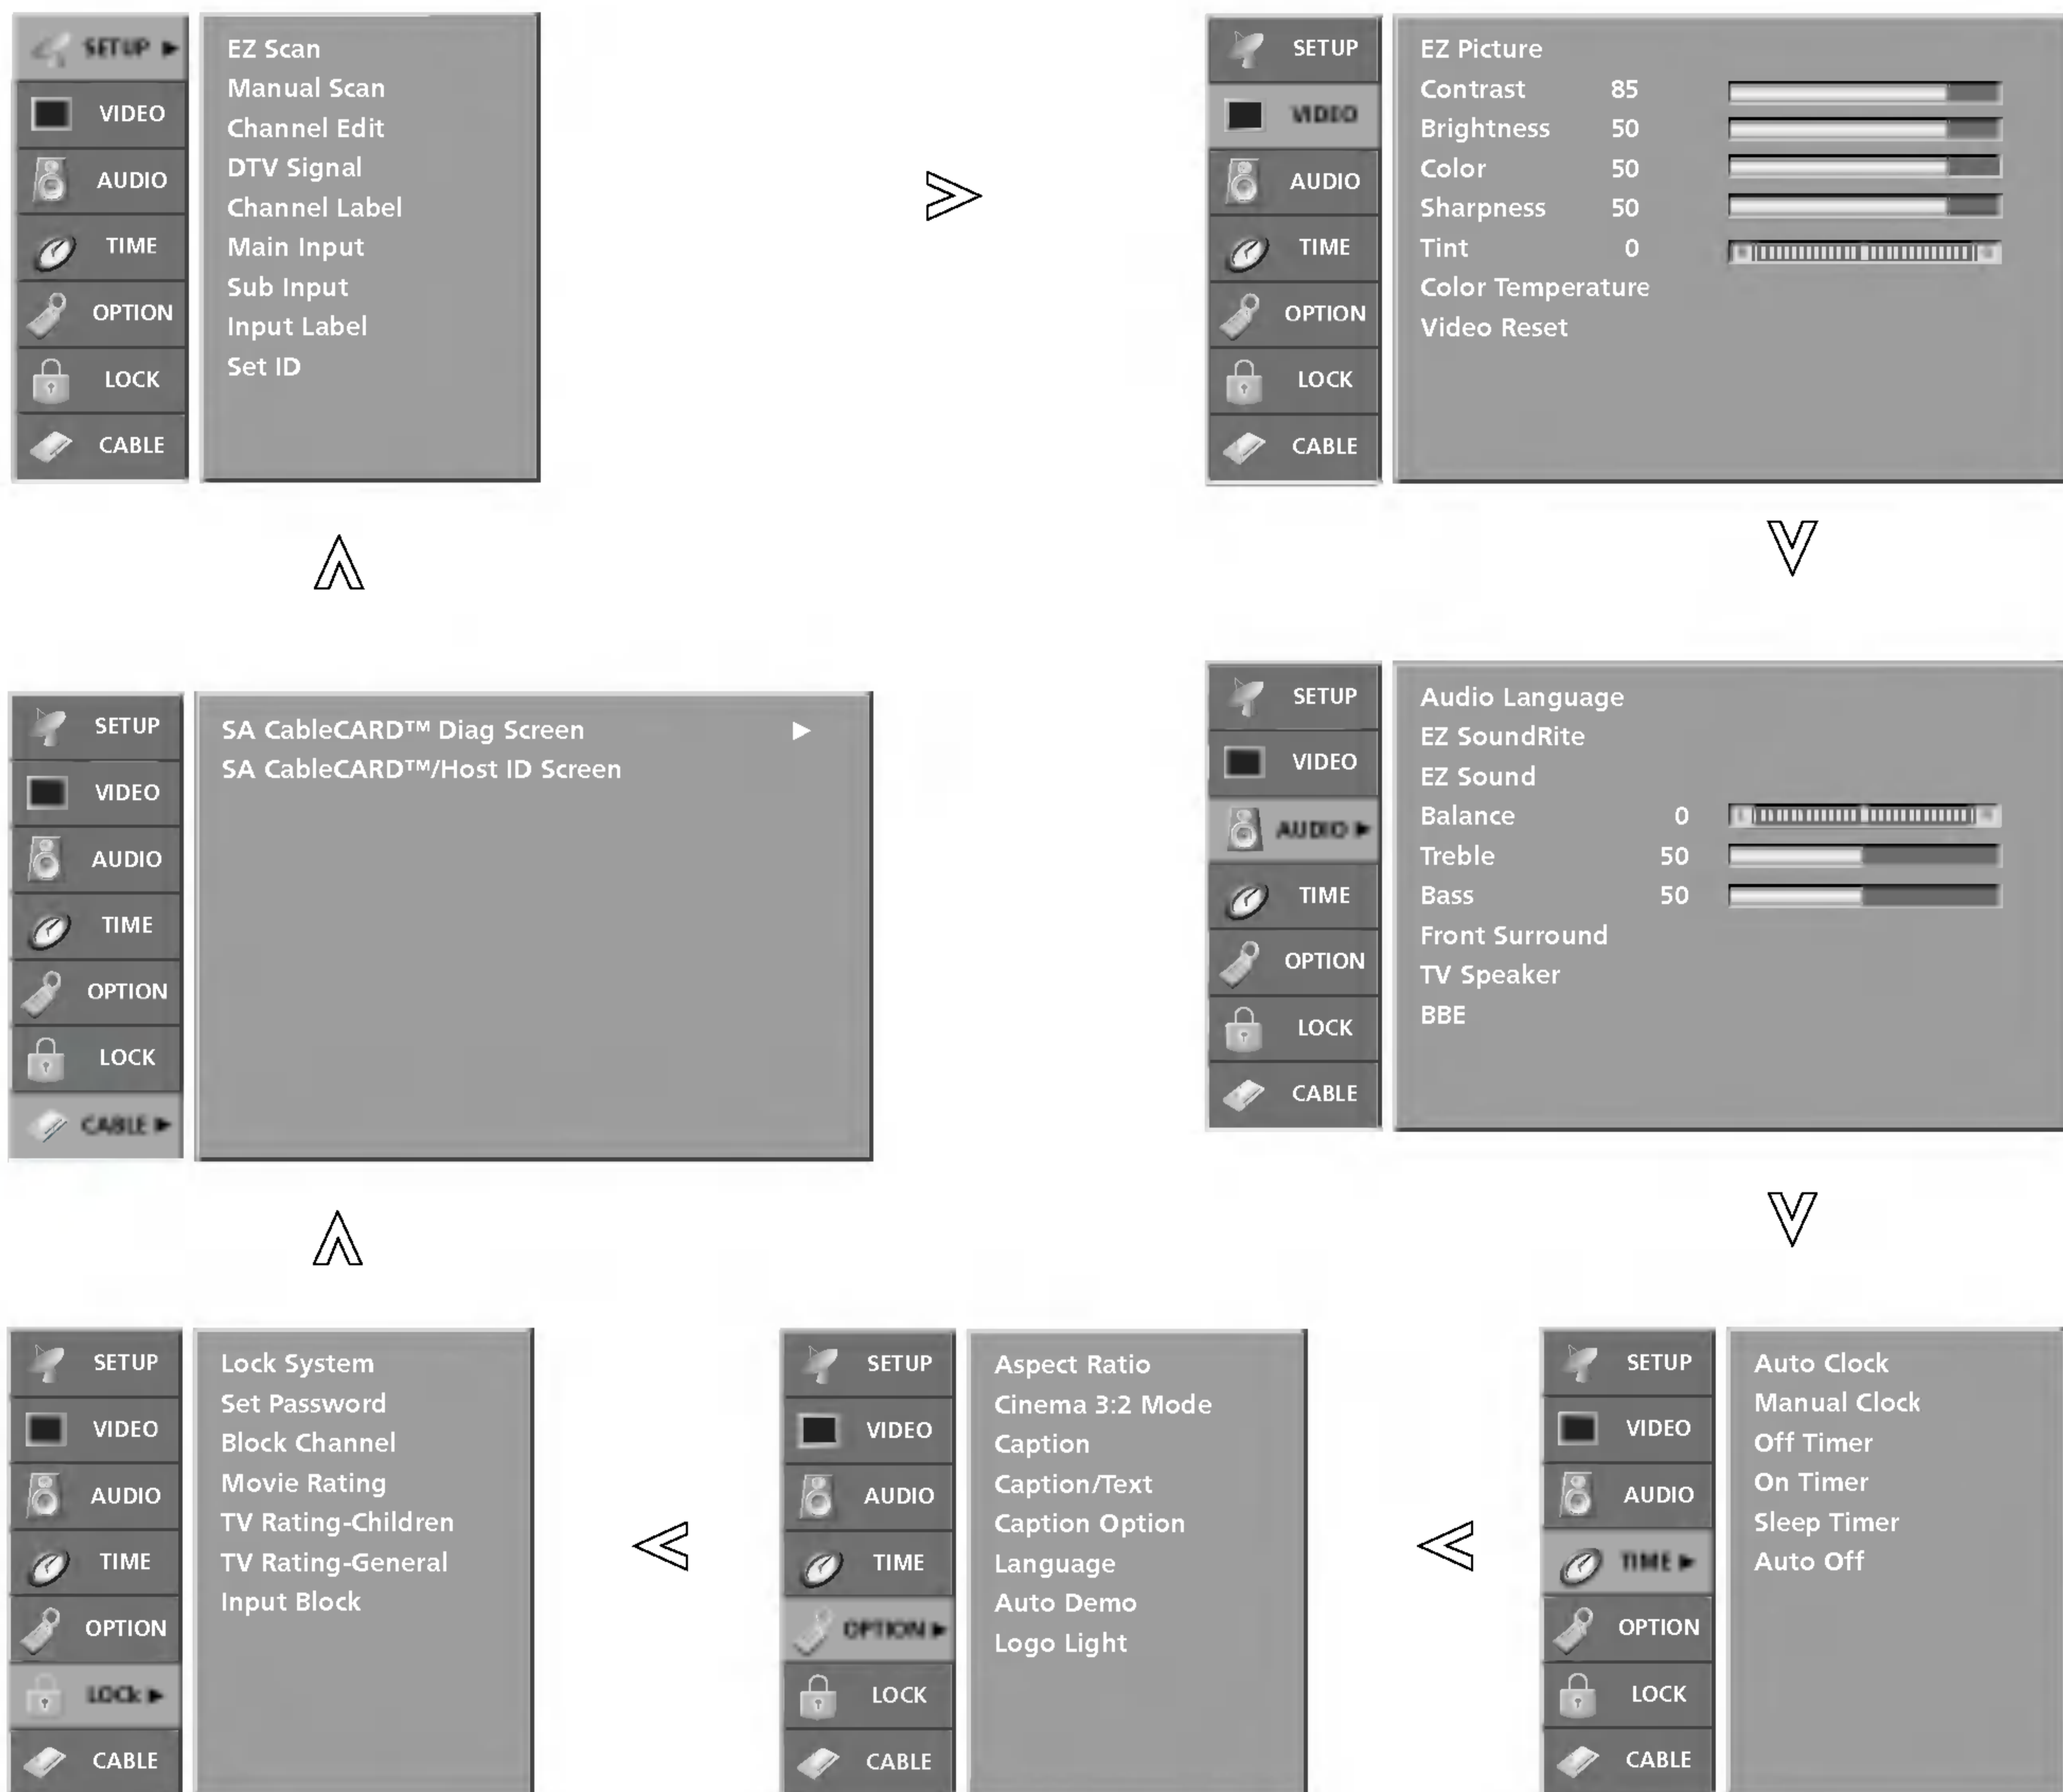 SETUP ▶
VIDEO
AUDIO
TIME
OPTION
LOCK
CABLE
EZ Scan
Manual Scan
Channel Edit
DTV Signal
Channel Label
Main Input
Sub Input
Input Label
Set ID
SETUP
VIDEO
AUDIO
TIME
OPTION
LOCK
CABLE
EZ Picture
Contrast 85
Brightness 50
Color 50
Sharpness 50
Tint 0
Color Temperature
Video Reset
SETUP
VIDEO
AUDIO
TIME
OPTION
LOCK
CABLE ▶
SA CableCARD™ Diag Screen ▶
SA CableCARD™/Host ID Screen
SETUP
VIDEO
AUDIO ▶
TIME
OPTION
LOCK
CABLE
Audio Language
EZ SoundRite
EZ Sound
Balance 0
Treble 50
Bass 50
Front Surround
TV Speaker
BBE
SETUP
VIDEO
AUDIO
TIME
OPTION
LOCk ▶
CABLE
Lock System
Set Password
Block Channel
Movie Rating
TV Rating-Children
TV Rating-General
Input Block
SETUP
VIDEO
AUDIO
TIME
OPTION ▶
LOCK
CABLE
Aspect Ratio
Cinema 3:2 Mode
Caption
Caption/Text
Caption Option
Language
Auto Demo
Logo Light
SETUP
VIDEO
AUDIO
TIME ▶
OPTION
LOCK
CABLE
Auto Clock
Manual Clock
Off Timer
On Timer
Sleep Timer
Auto Off